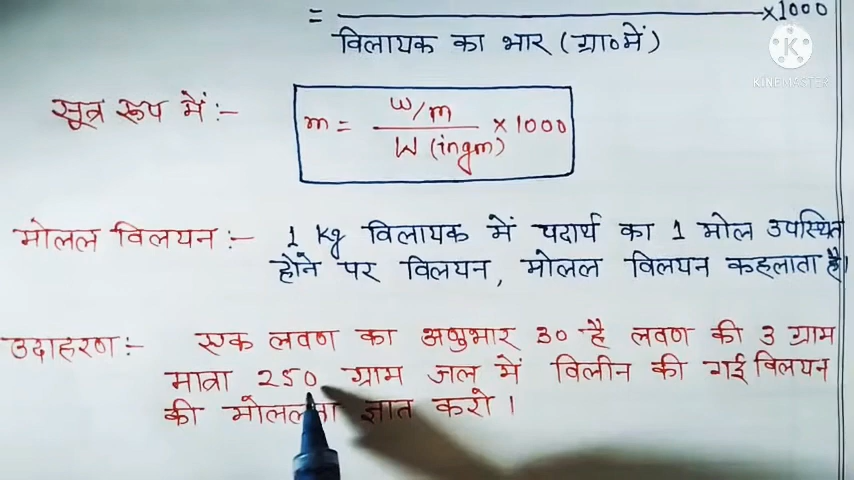 = ×1000
विलायक का भार (ग्रा०में)
KINEMASTER
सूत्र रूप में :-
m = w/m
W (in gm) ×1000
मोलल विलयन :- 1 Kg विलायक में पदार्थ का 1 मोल उपस्थित
होने पर विलयन, मोलल विलयन कहलाता है।
उदाहरण :- एक लवण का अणुभार 30 है लवण की 3 ग्राम
मात्रा 250 ग्राम जल में विलीन की गई विलयन
की मोललता ज्ञात करो।